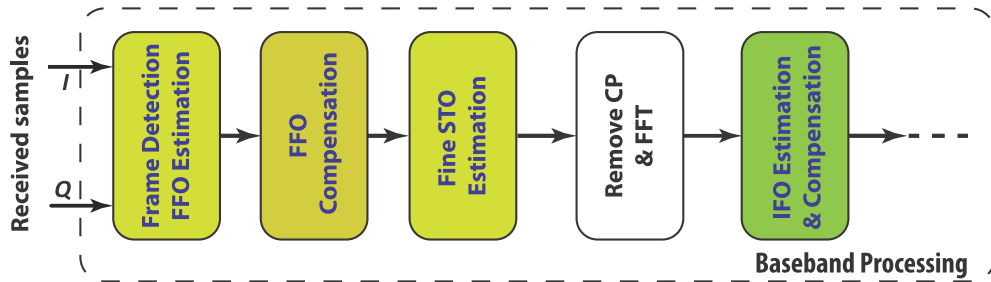 Received samples
I
Q
Frame Detection
FFO Estimation
FFO
Compensation
Fine STO
Estimation
Remove CP
& FFT
IFO Estimation
& Compensation
Baseband Processing